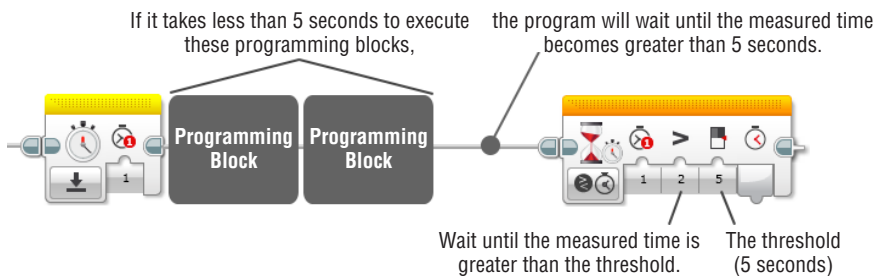 If it takes less than 5 seconds to execute
these programming blocks,
the program will wait until the measured time
becomes greater than 5 seconds.
Programming
Block
Programming
Block
1
1
>
1
1
2
5
Wait until the measured time is
greater than the threshold.
The threshold
(5 seconds)